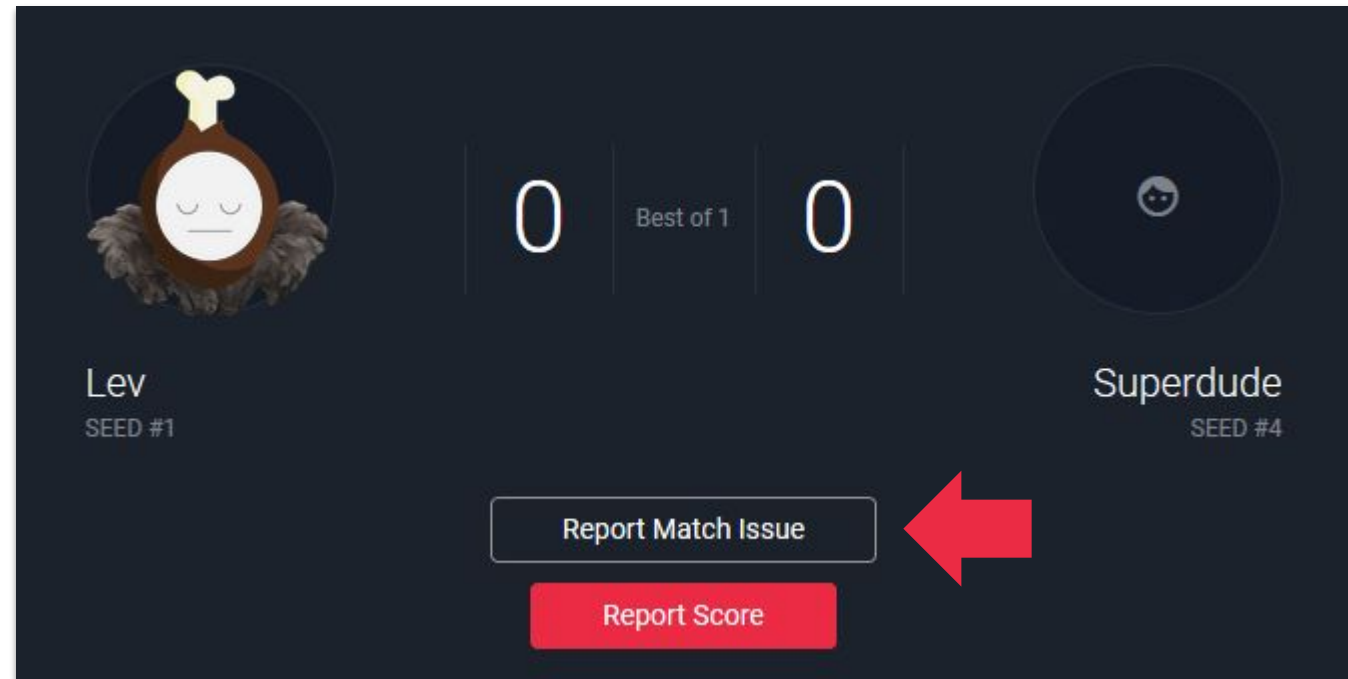 0 Best of 1 0
Lev Superdude
SEED #1 SEED #4
Report Match Issue
Report Score